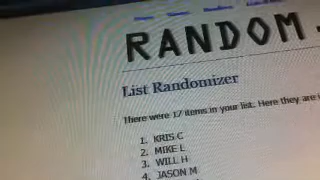 RANDOM.
List Randomizer
There were 17 items in your list. Here they are i
1. KRIS C
2. MIKE L
3. WILL H
4. JASON M